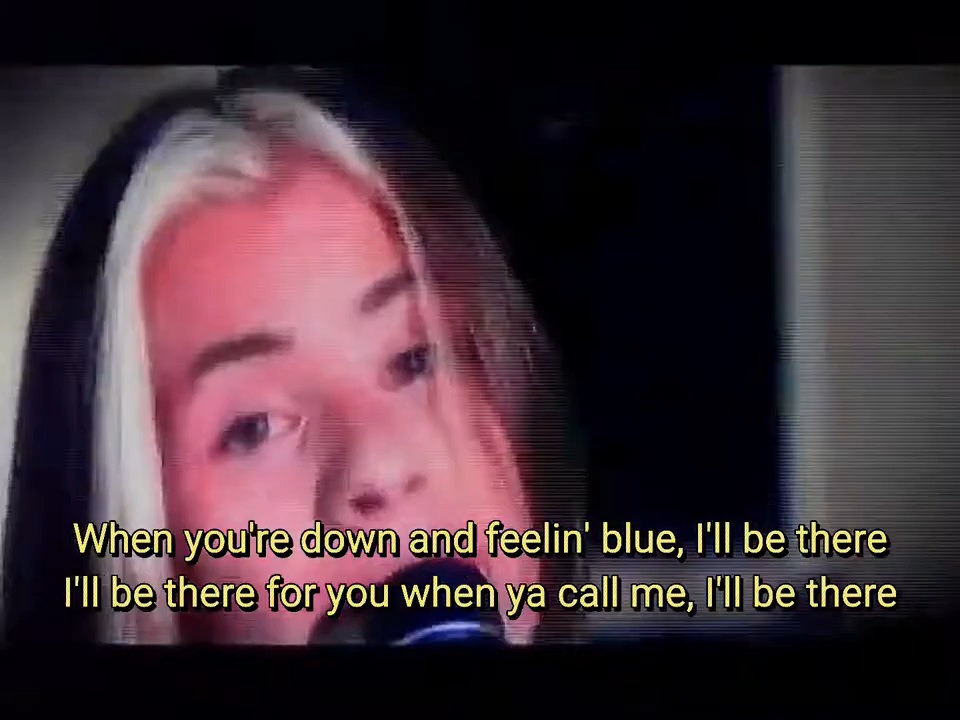 When you're down and feelin' blue, I'll be there
I'll be there for you when ya call me, I'll be there